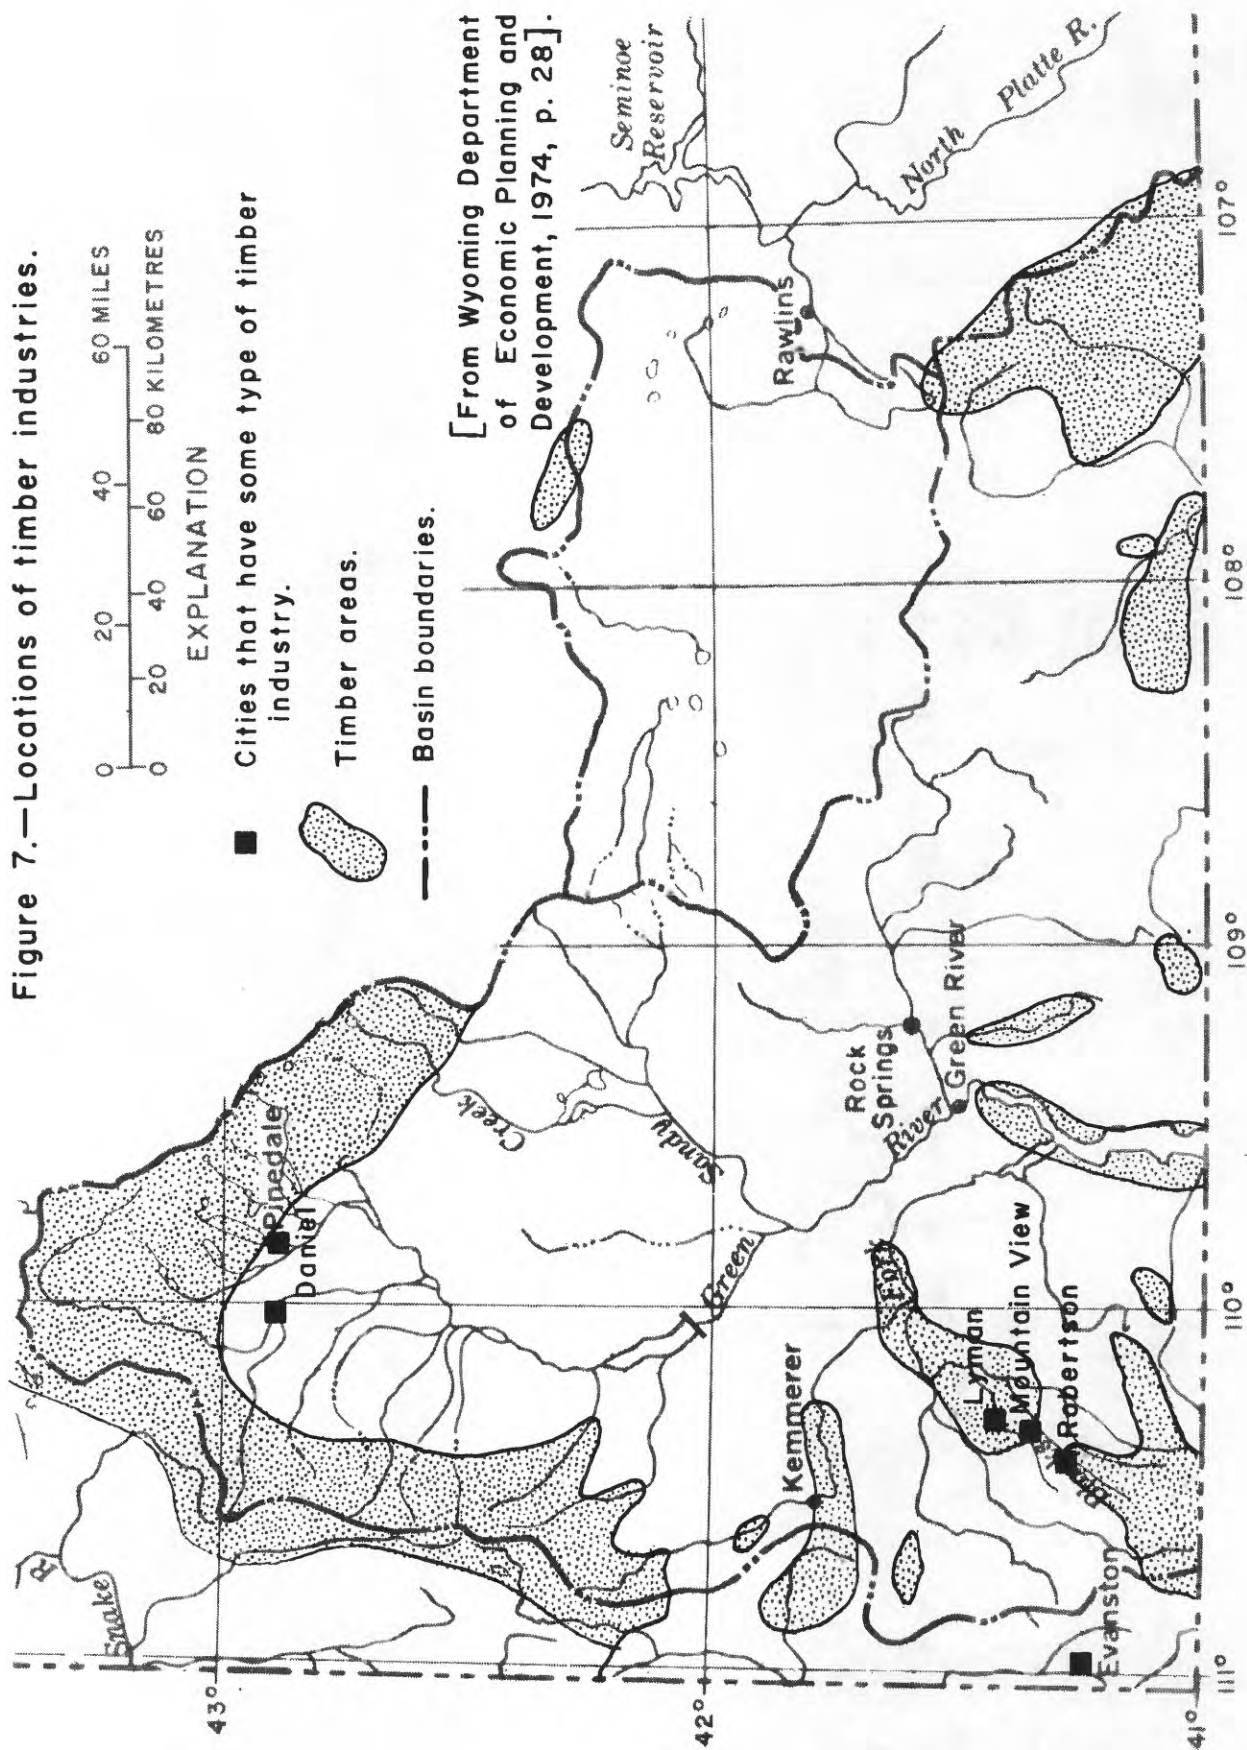 Figure 7.—Locations of timber industries.
0 20 40 60 MILES
0 20 40 60 80 KILOMETRES
EXPLANATION
Cities that have some type of timber
industry.
Timber areas.
Basin boundaries.
[From Wyoming Department
of Economic Planning and
Development, 1974, p. 28].
Seminoe
Reservoir
North Platte R.
Rawlins
Snake R.
Pinedale
Daniel
Creek
Sandy
Green River
Rock
Springs
Green River
Kemmerer
Fork
Lyman
Mountain View
Robertson
Evanston
43°
42°
41°
111°
110°
109°
108°
107°